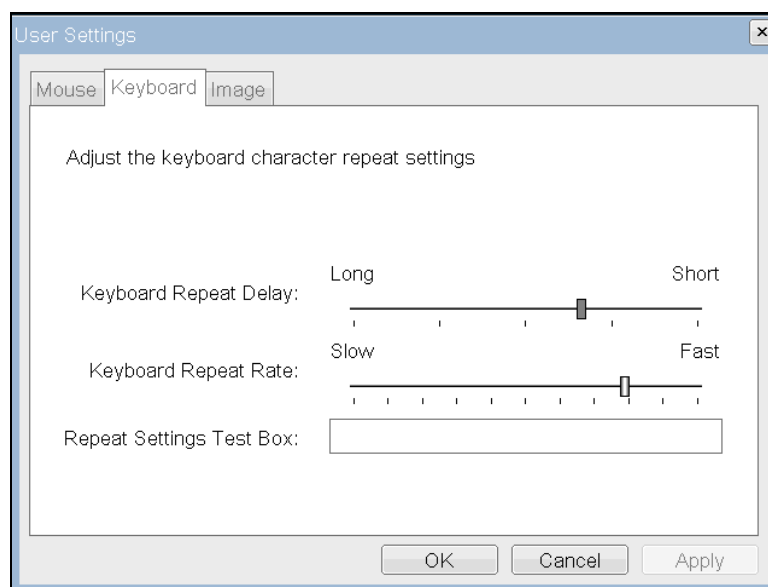 User Settings
Mouse Keyboard Image
Adjust the keyboard character repeat settings
Long Short
Keyboard Repeat Delay:
Slow Fast
Keyboard Repeat Rate:
Repeat Settings Test Box:
OK Cancel Apply